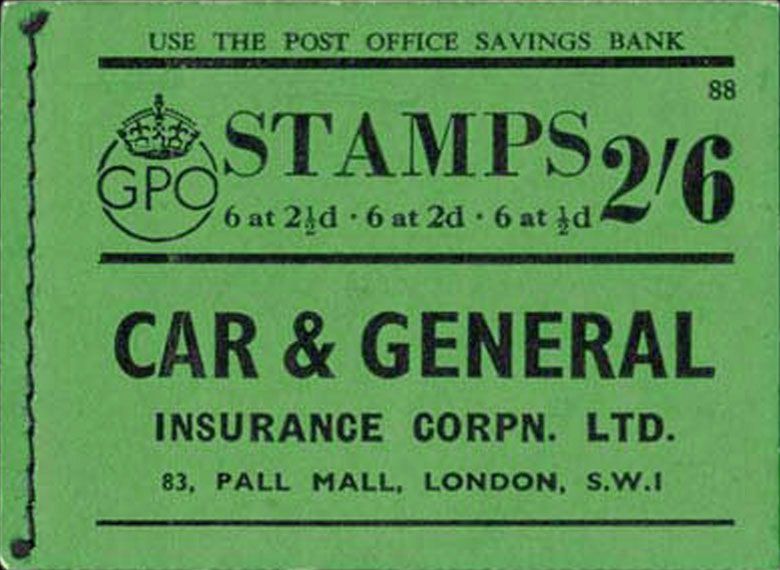 USE THE POST OFFICE SAVINGS BANK
88
GPO
STAMPS 2/6
6 at 2½d · 6 at 2d · 6 at ½d
CAR & GENERAL
INSURANCE CORPN. LTD.
83, PALL MALL, LONDON, S.W.1